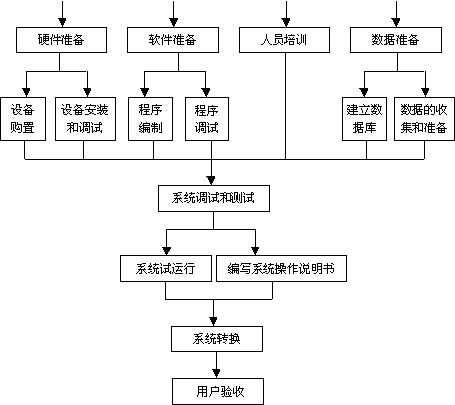 硬件准备
软件准备
人员培训
数据准备
设备
购置
设备安装
和调试
程序
编制
程序
调试
建立数
据库
数据的收
集和准备
系统调试和测试
系统试运行
编写系统操作说明书
系统转换
用户验收